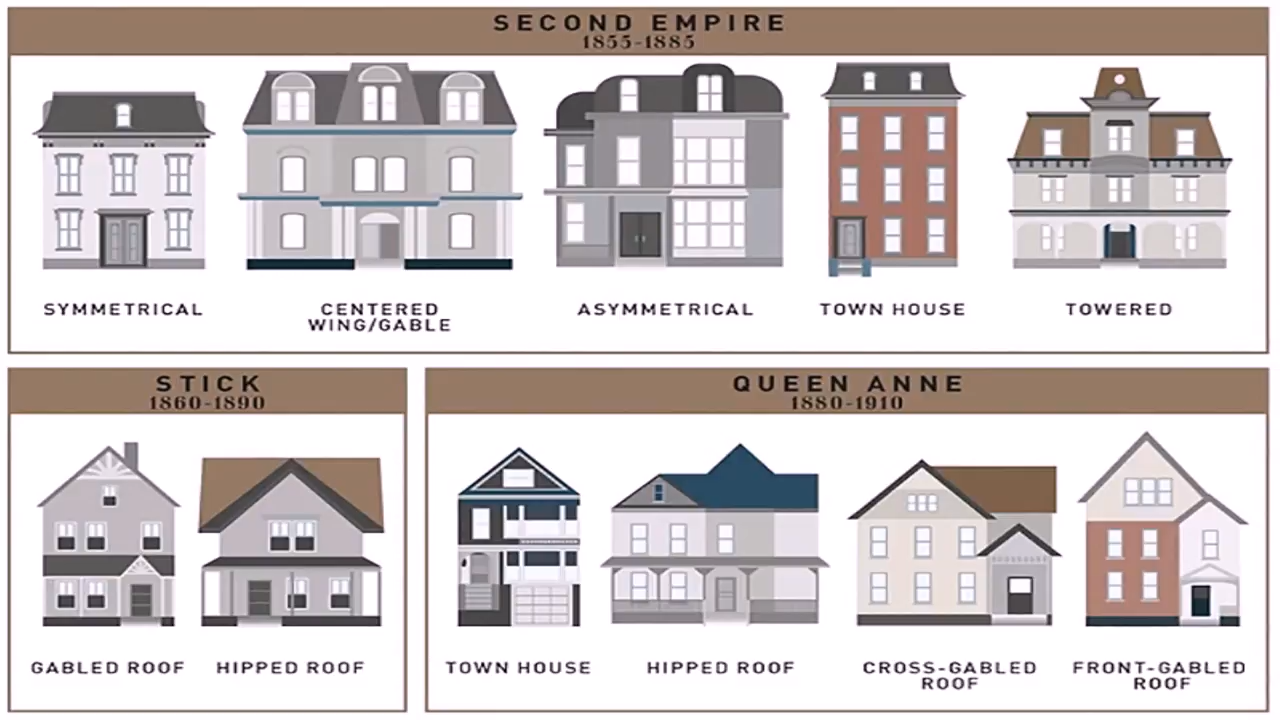 SECOND EMPIRE
1855-1885
SYMMETRICAL
CENTERED
WING/GABLE
ASYMMETRICAL
TOWN HOUSE
TOWERED
STICK
1860-1890
GABLED ROOF
HIPPED ROOF
QUEEN ANNE
1880-1910
TOWN HOUSE
HIPPED ROOF
CROSS-GABLED
ROOF
FRONT-GABLED
ROOF